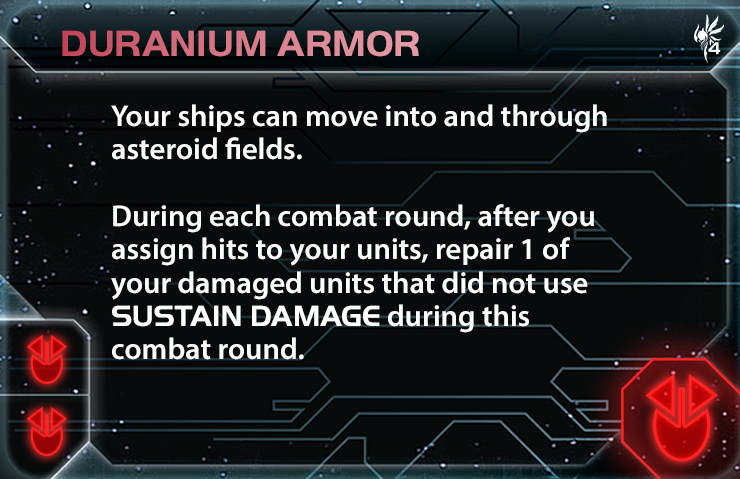 DURANIUM ARMOR
4
Your ships can move into and through
asteroid fields.
During each combat round, after you
assign hits to your units, repair 1 of
your damaged units that did not use
SUSTAIN DAMAGE during this
combat round.